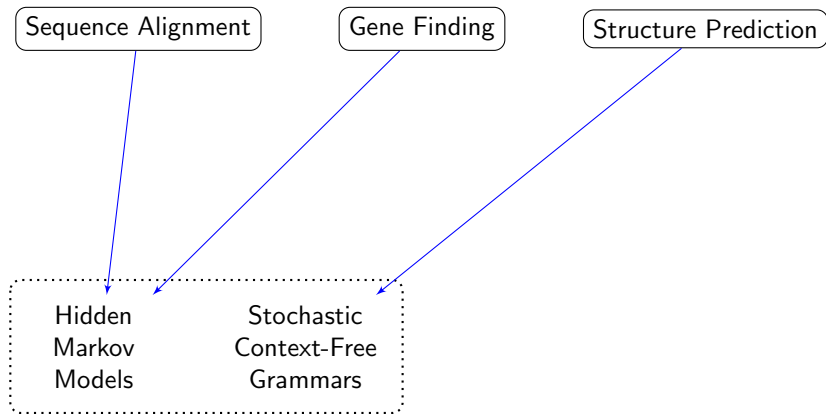 Sequence Alignment
Gene Finding
Structure Prediction
Hidden
Markov
Models
Stochastic
Context-Free
Grammars